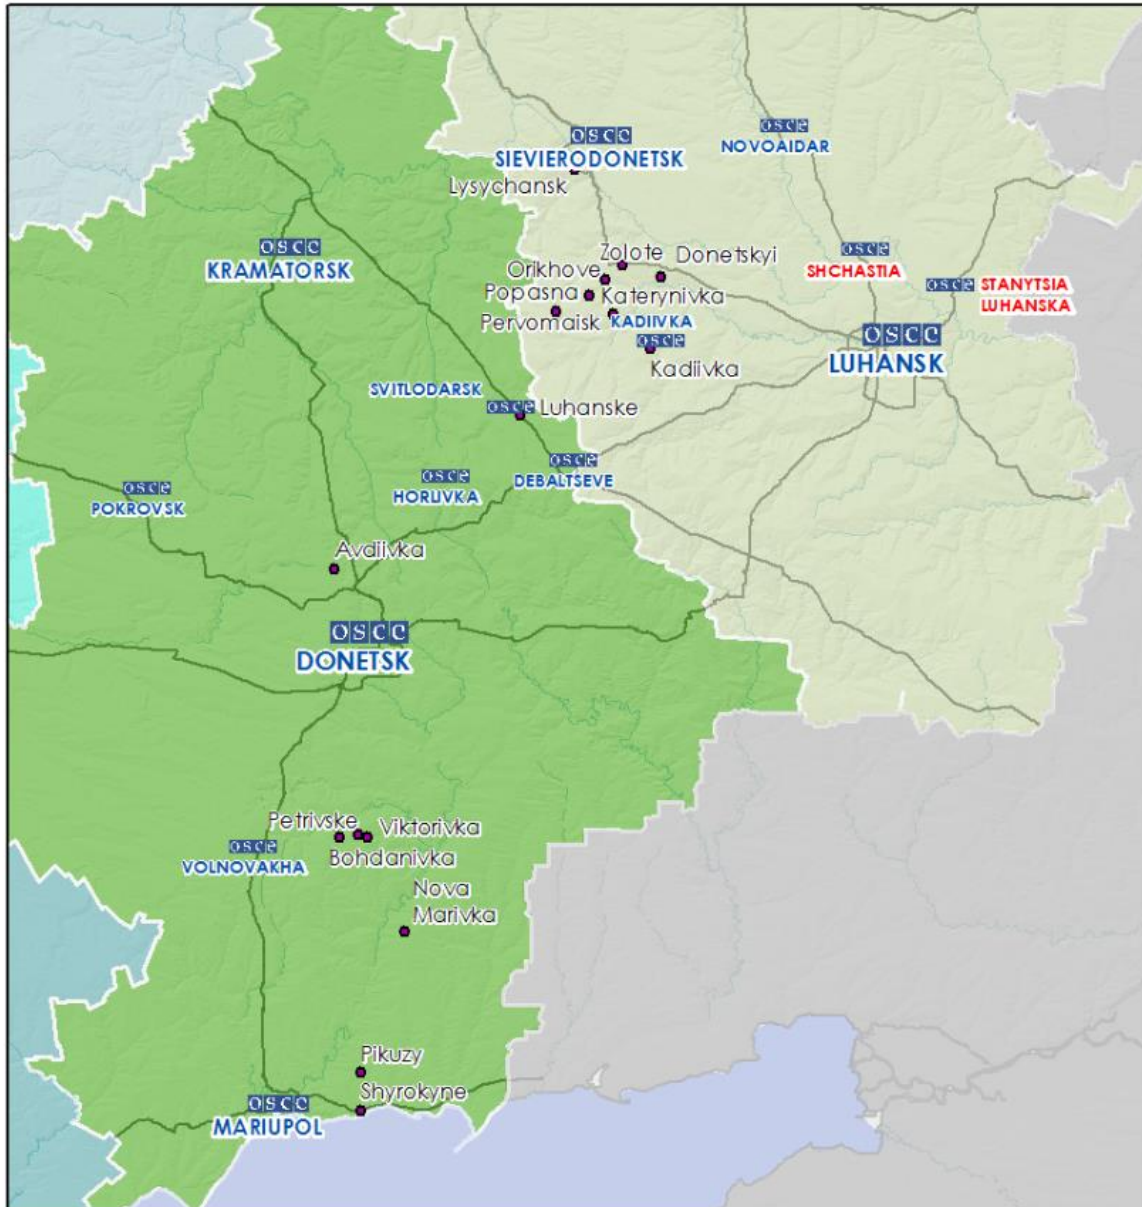 osce
SIEVIERODONETSK
Lysychansk
osce
NOVOAIDAR
osce
KRAMATORSK
osce
SHCHASTIA
osce
STANYTSIA
LUHANSKA
Zolote
Donetskyi
Orikhove
Popasna
Katerynivka
Pervomaisk
KADIIVKA
osce
Kadiivka
osce
LUHANSK
SVITLODARSK
osce
Luhanske
osce
DEBALTSEVE
osce
HORLIVKA
osce
POKROVSK
Avdiivka
osce
DONETSK
Petrivske
Viktorivka
Bohdanivka
osce
VOLNOVAKHA
Nova
Marivka
Pikuzy
Shyrokyne
osce
MARIUPOL